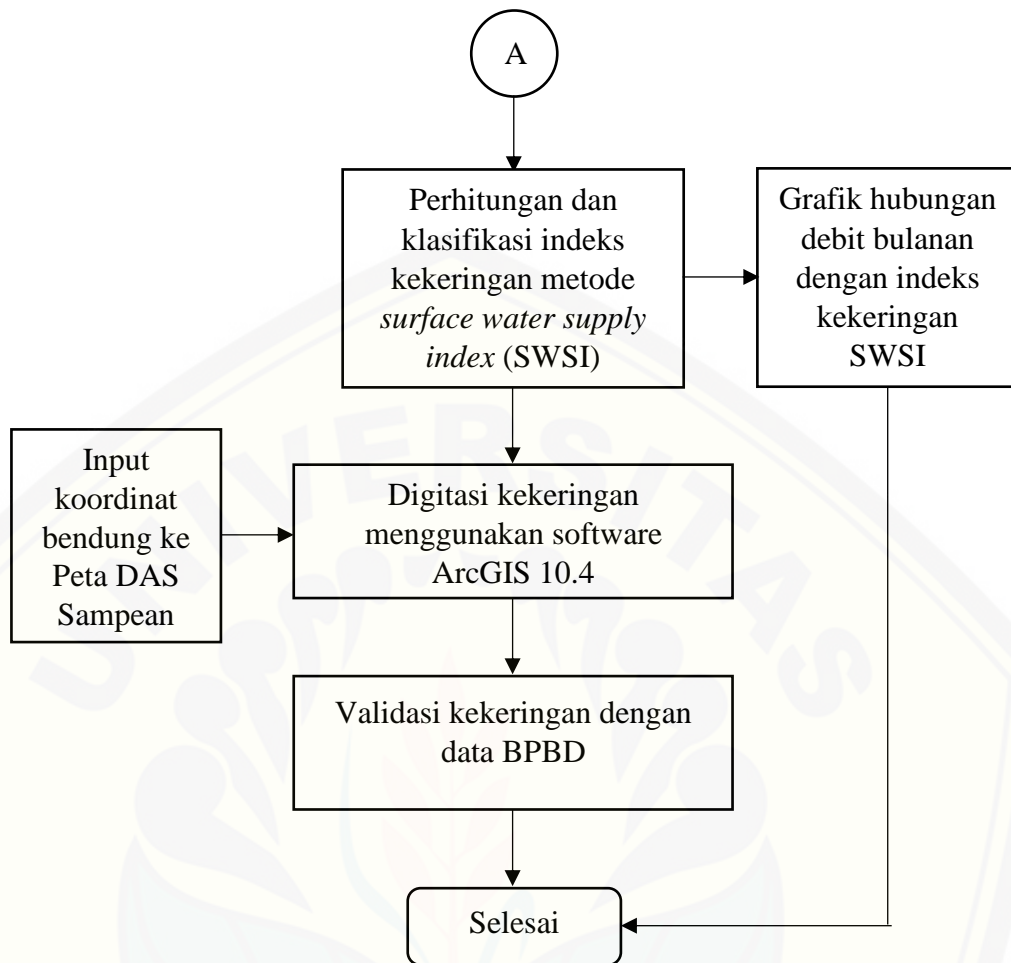 A
Perhitungan dan
klasifikasi indeks
kekeringan metode
surface water supply
index (SWSI)
Grafik hubungan
debit bulanan
dengan indeks
kekeringan
SWSI
Input
koordinat
bendung ke
Peta DAS
Sampean
Digitasi kekeringan
menggunakan software
ArcGIS 10.4
Validasi kekeringan dengan
data BPBD
Selesai
UNIVERSITAS